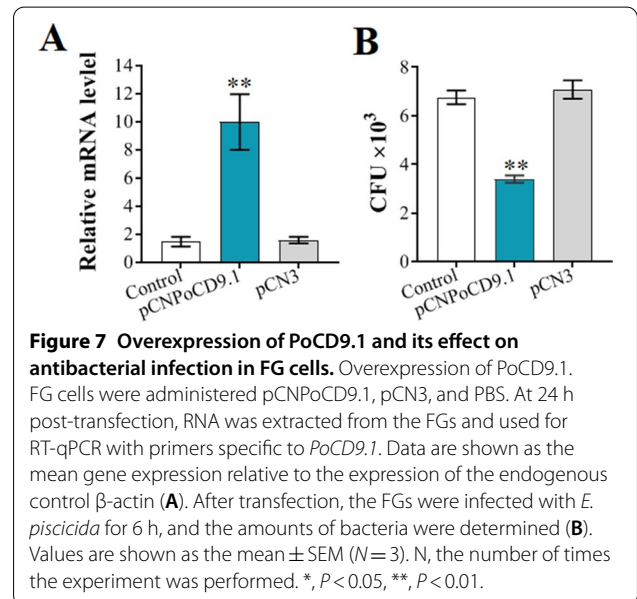 A
B
Relative mRNA levlel
14
12
10
8
6
4
2
0
**
Control
pCNPoCD9.1
pCN3
CFU ×10³
8
6
4
2
0
**
Control
pCNPoCD9.1
pCN3
Figure 7 Overexpression of PoCD9.1 and its effect on
antibacterial infection in FG cells. Overexpression of PoCD9.1.
FG cells were administered pCNPoCD9.1, pCN3, and PBS. At 24 h
post-transfection, RNA was extracted from the FGs and used for
RT-qPCR with primers specific to PoCD9.1. Data are shown as the
mean gene expression relative to the expression of the endogenous
control β-actin (A). After transfection, the FGs were infected with E.
piscicida for 6 h, and the amounts of bacteria were determined (B).
Values are shown as the mean ± SEM (N = 3). N, the number of times
the experiment was performed. *, P < 0.05, **, P < 0.01.